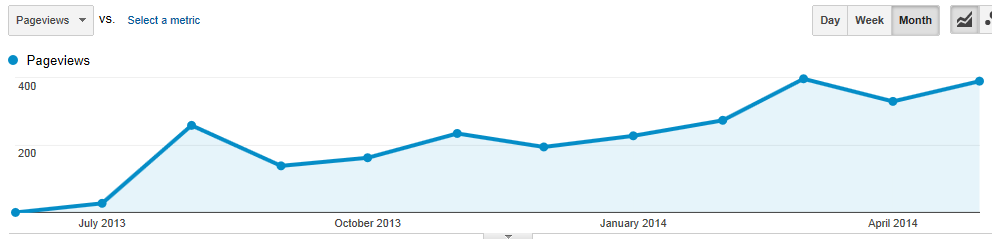 Pageviews vs. Select a metric Day Week Month
Pageviews
400
200
July 2013 October 2013 January 2014 April 2014